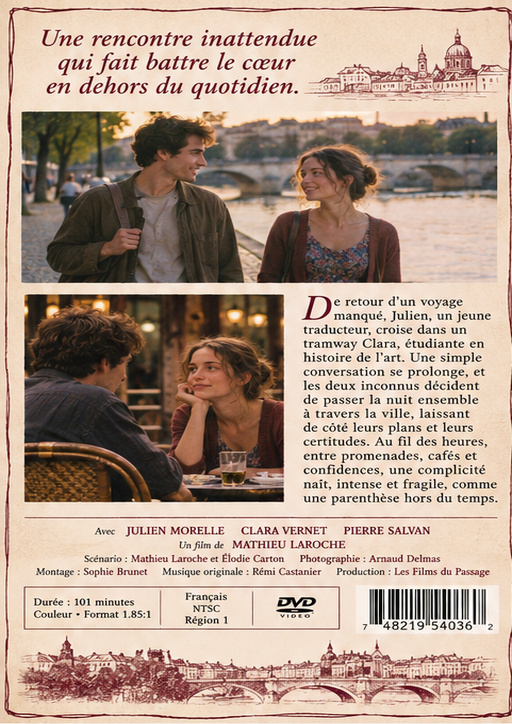 Une rencontre inattendue
qui fait battre le cœur
en dehors du quotidien.
De retour d’un voyage
manqué, Julien, un jeune
traducteur, croise dans un
tramway Clara, étudiante en
histoire de l’art. Une simple
conversation se prolonge, et
les deux inconnus décident
de passer la nuit ensemble
à travers la ville, laissant
de côté leurs plans et leurs
certitudes. Au fil des heures,
entre promenades, cafés et
confidences, une complicité
naît, intense et fragile, comme
une parenthèse hors du temps.
Avec JULIEN MORELLE CLARA VERNET PIERRE SALVAN
Un film de MATHIEU LAROCHE
Scénario : Mathieu Laroche et Élodie Carton Photographie : Arnaud Delmas
Montage : Sophie Brunet Musique originale : Rémi Castanier Production : Les Films du Passage
Durée : 101 minutes
Couleur • Format 1.85:1
Français
NTSC
Région 1
DVD
VIDEO
7 48219 54036 2